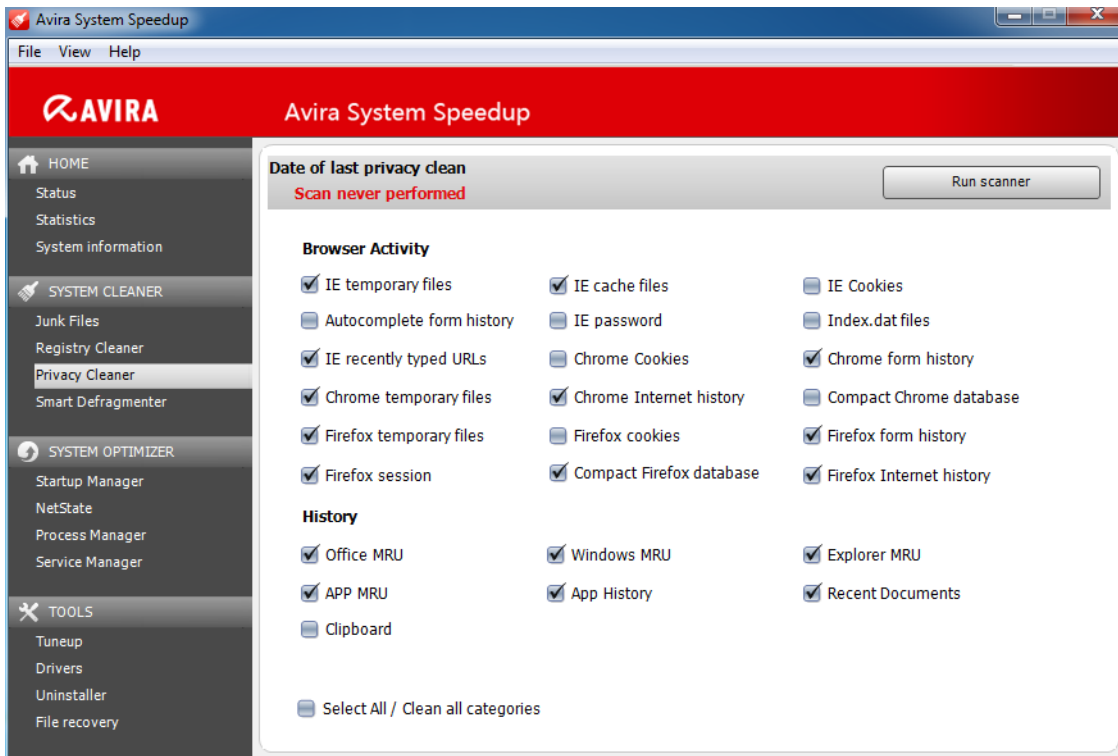 Avira System Speedup
File View Help
AVIRA
Avira System Speedup
HOME
Status
Statistics
System information
SYSTEM CLEANER
Junk Files
Registry Cleaner
Privacy Cleaner
Smart Defragmenter
SYSTEM OPTIMIZER
Startup Manager
NetState
Process Manager
Service Manager
TOOLS
Tuneup
Drivers
Uninstaller
File recovery
Date of last privacy clean
Scan never performed
Run scanner
Browser Activity
IE temporary files IE cache files IE Cookies
Autocomplete form history IE password Index.dat files
IE recently typed URLs Chrome Cookies Chrome form history
Chrome temporary files Chrome Internet history Compact Chrome database
Firefox temporary files Firefox cookies Firefox form history
Firefox session Compact Firefox database Firefox Internet history
History
Office MRU Windows MRU Explorer MRU
APP MRU App History Recent Documents
Clipboard
Select All / Clean all categories